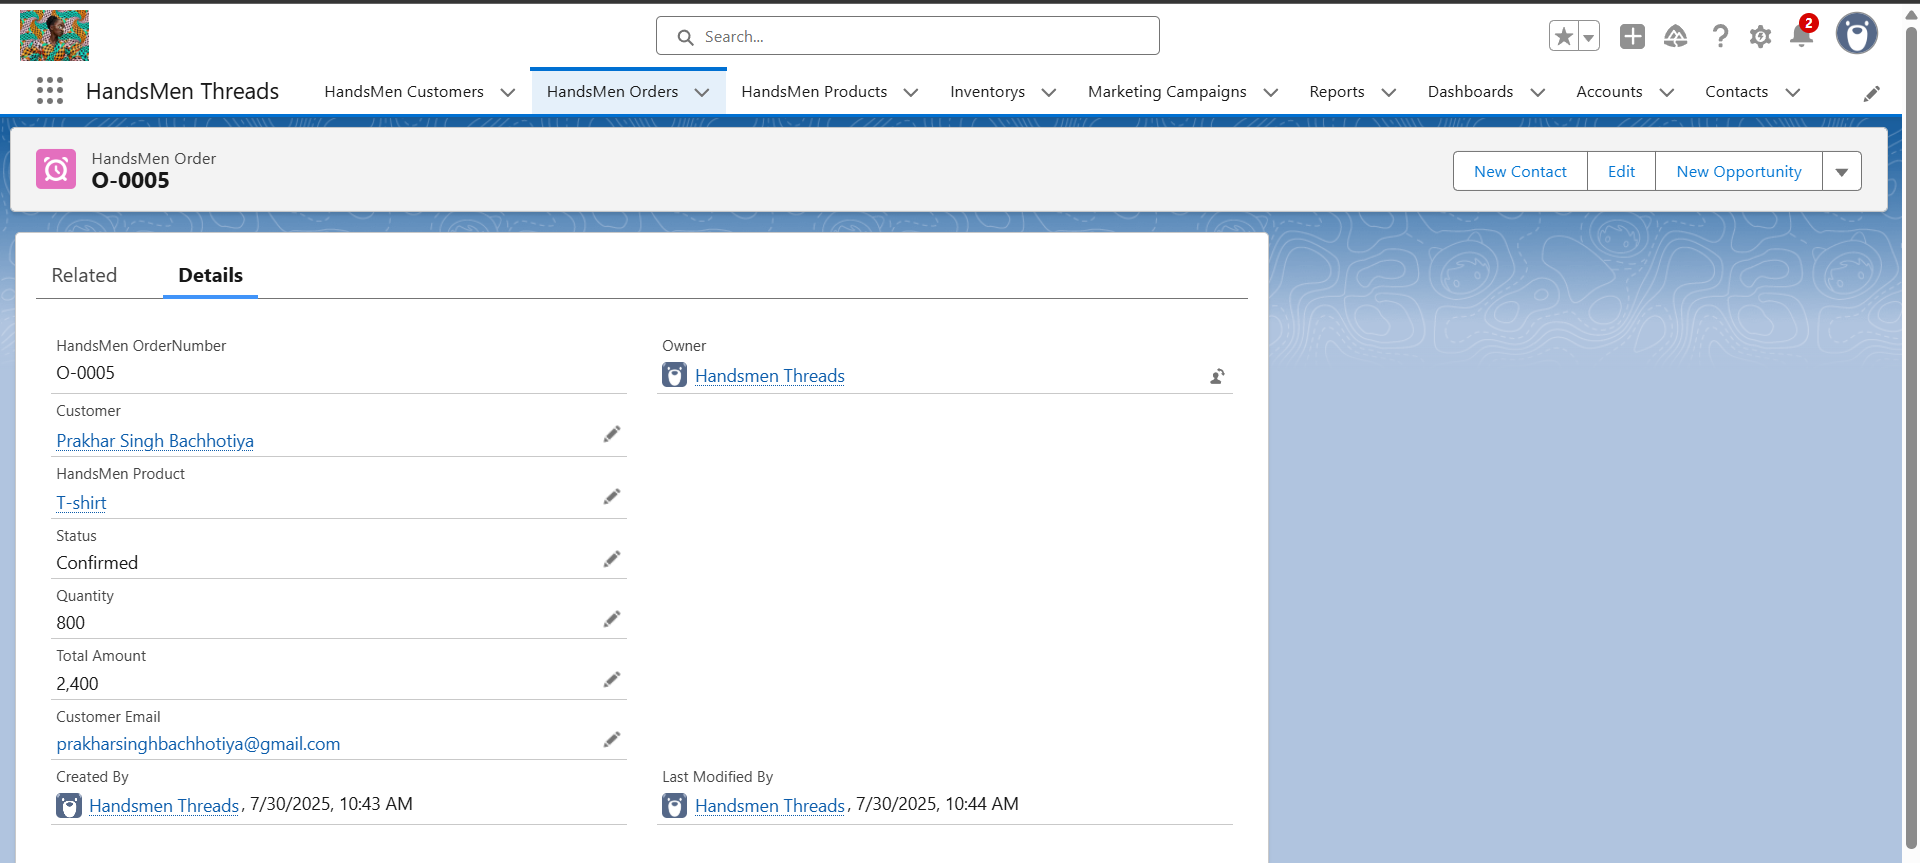 Search...
2
HandsMen Threads
HandsMen Customers
HandsMen Orders
HandsMen Products
Inventorys
Marketing Campaigns
Reports
Dashboards
Accounts
Contacts
HandsMen Order
O-0005
New Contact
Edit
New Opportunity
Related
Details
HandsMen OrderNumber
O-0005
Owner
Handsmen Threads
Customer
Prakhar Singh Bachhotiya
HandsMen Product
T-shirt
Status
Confirmed
Quantity
800
Total Amount
2,400
Customer Email
prakharsinghbachhotiya@gmail.com
Created By
Handsmen Threads, 7/30/2025, 10:43 AM
Last Modified By
Handsmen Threads, 7/30/2025, 10:44 AM